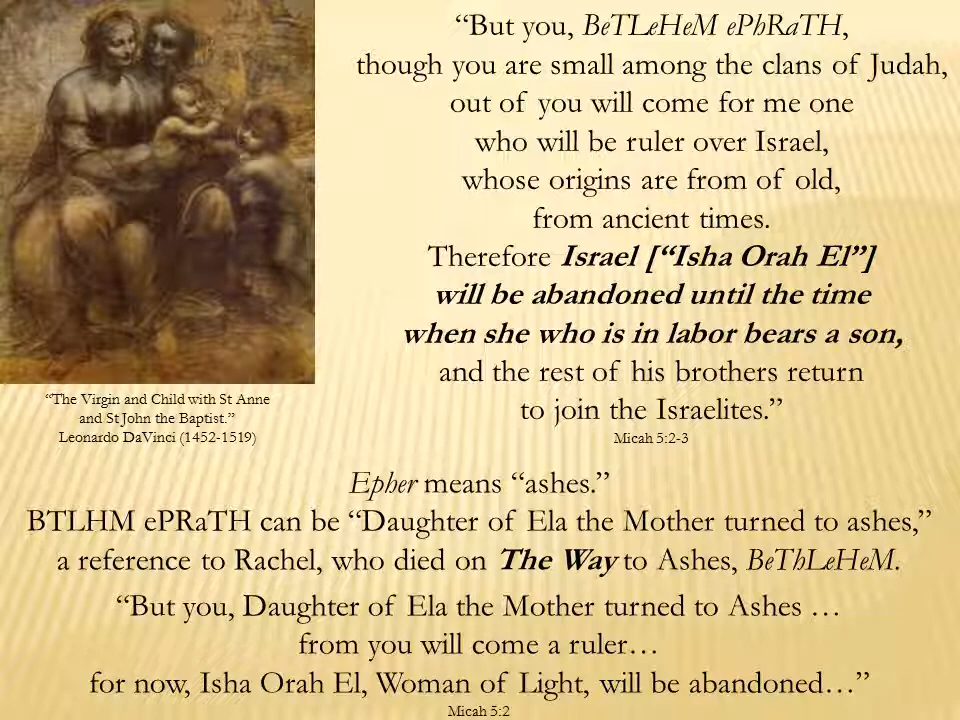 “But you, BeTLeHeM ePhRaTH,
though you are small among the clans of Judah,
out of you will come for me one
who will be ruler over Israel,
whose origins are from of old,
from ancient times.
Therefore Israel [“Isha Orah El”]
will be abandoned until the time
when she who is in labor bears a son,
and the rest of his brothers return
to join the Israelites.”
Micah 5:2-3
“The Virgin and Child with St Anne
and St John the Baptist.”
Leonardo DaVinci (1452-1519)
Epher means “ashes.”
BTLHM ePRaTH can be “Daughter of Ela the Mother turned to ashes,”
a reference to Rachel, who died on The Way to Ashes, BeThLeHeM.
“But you, Daughter of Ela the Mother turned to Ashes …
from you will come a ruler…
for now, Isha Orah El, Woman of Light, will be abandoned…”
Micah 5:2